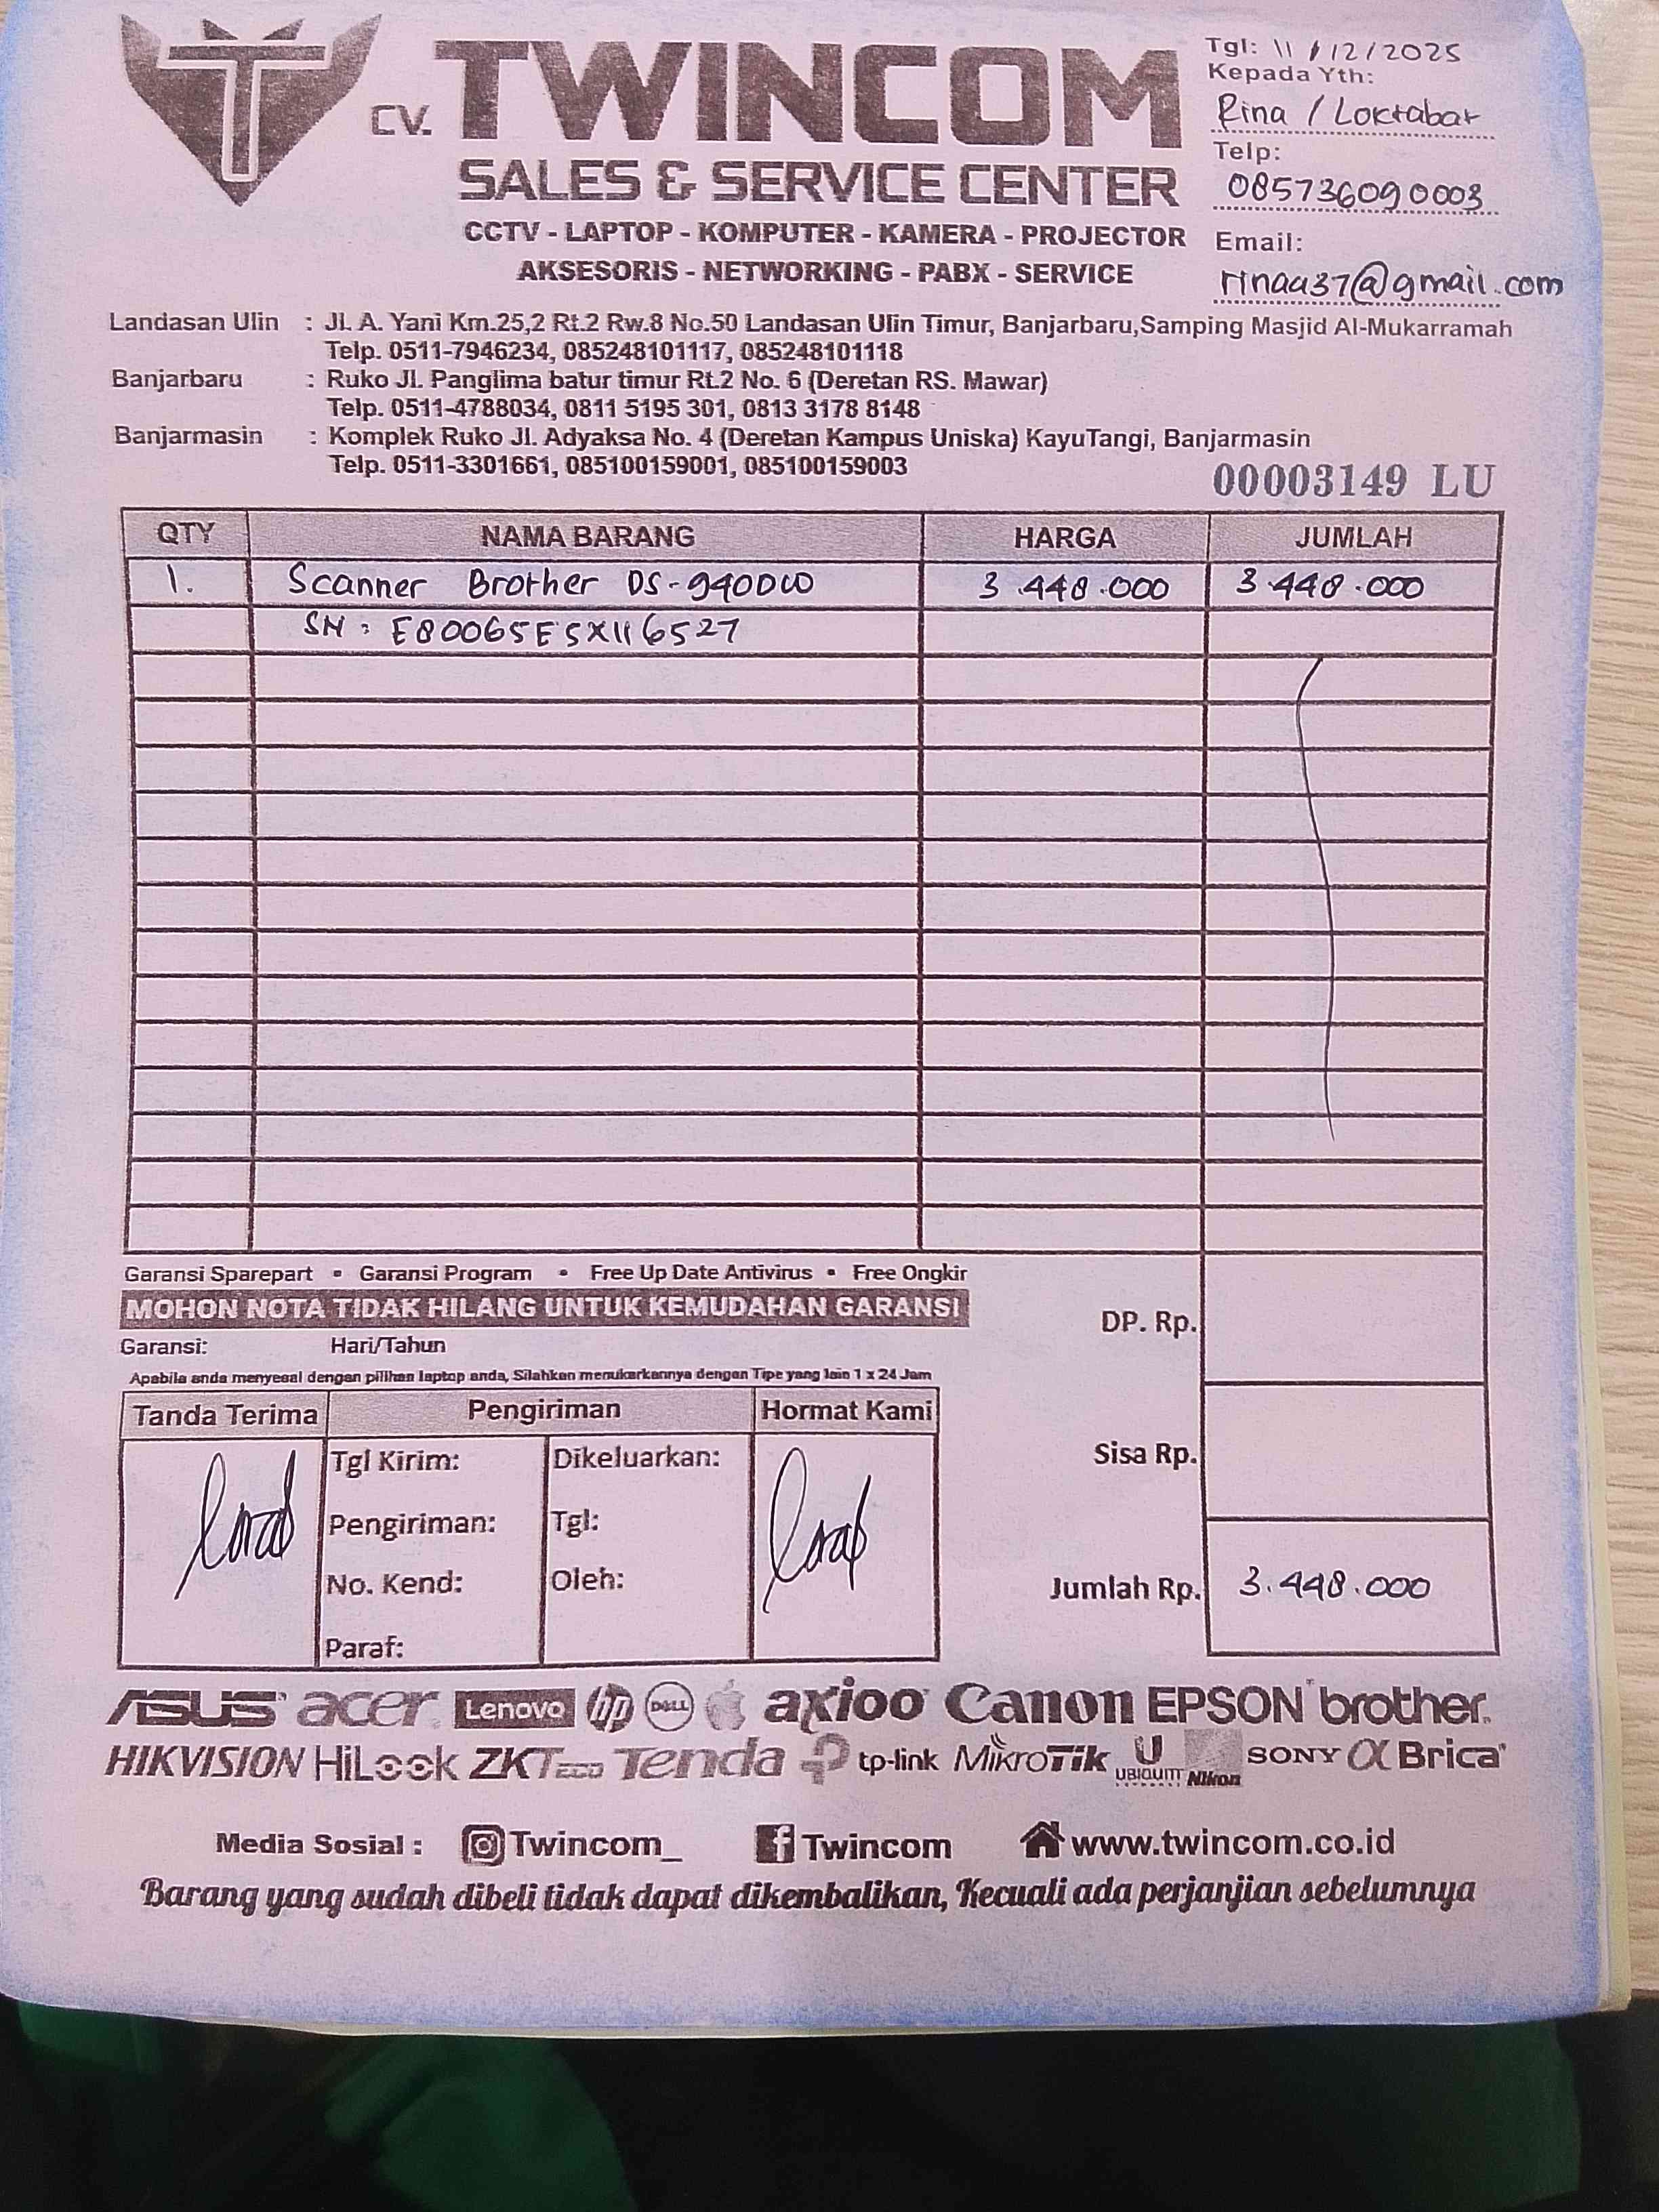 CV. TWINCOM
SALES & SERVICE CENTER
CCTV - LAPTOP - KOMPUTER - KAMERA - PROJECTOR
AKSESORIS - NETWORKING - PABX - SERVICE
Tgl: 11/12/2025
Kepada Yth:
Rina / Loktabat
Telp:
085736090003
Email:
rinaa37@gmail.com
Landasan Ulin : Jl. A. Yani Km.25,2 Rt.2 Rw.8 No.50 Landasan Ulin Timur, Banjarbaru,Samping Masjid Al-Mukarramah
Telp. 0511-7946234, 085248101117, 085248101118
Banjarbaru : Ruko Jl. Panglima batur timur Rt.2 No. 6 (Deretan RS. Mawar)
Telp. 0511-4788034, 0811 5195 301, 0813 3178 8148
Banjarmasin : Komplek Ruko Jl. Adyaksa No. 4 (Deretan Kampus Uniska) KayuTangi, Banjarmasin
Telp. 0511-3301661, 085100159001, 085100159003
00003149 LU
QTY NAMA BARANG HARGA JUMLAH
1. Scanner Brother DS-940DW 3.448.000 3.448.000
SN : E80065E5X116527
Garansi Sparepart • Garansi Program • Free Up Date Antivirus • Free Ongkir
MOHON NOTA TIDAK HILANG UNTUK KEMUDAHAN GARANSI
Garansi: Hari/Tahun
Apabila anda menyesal dengan pilihan laptop anda, Silahkan menukarkannya dengan Tipe yang lain 1 x 24 Jam
DP. Rp.
Sisa Rp.
Jumlah Rp. 3.448.000
Tanda Terima Pengiriman Hormat Kami
Tgl Kirim: Dikeluarkan:
Pengiriman: Tgl:
No. Kend: Oleh:
Paraf:
ASUS acer Lenovo hp DELL axioo Canon EPSON brother
HIKVISION HiLook ZKTECO Tenda tp-link MikroTik U UBIQUITI Nikon SONY α Brica
Media Sosial : Twincom_ Twincom www.twincom.co.id
Barang yang sudah dibeli tidak dapat dikembalikan, Kecuali ada perjanjian sebelumnya